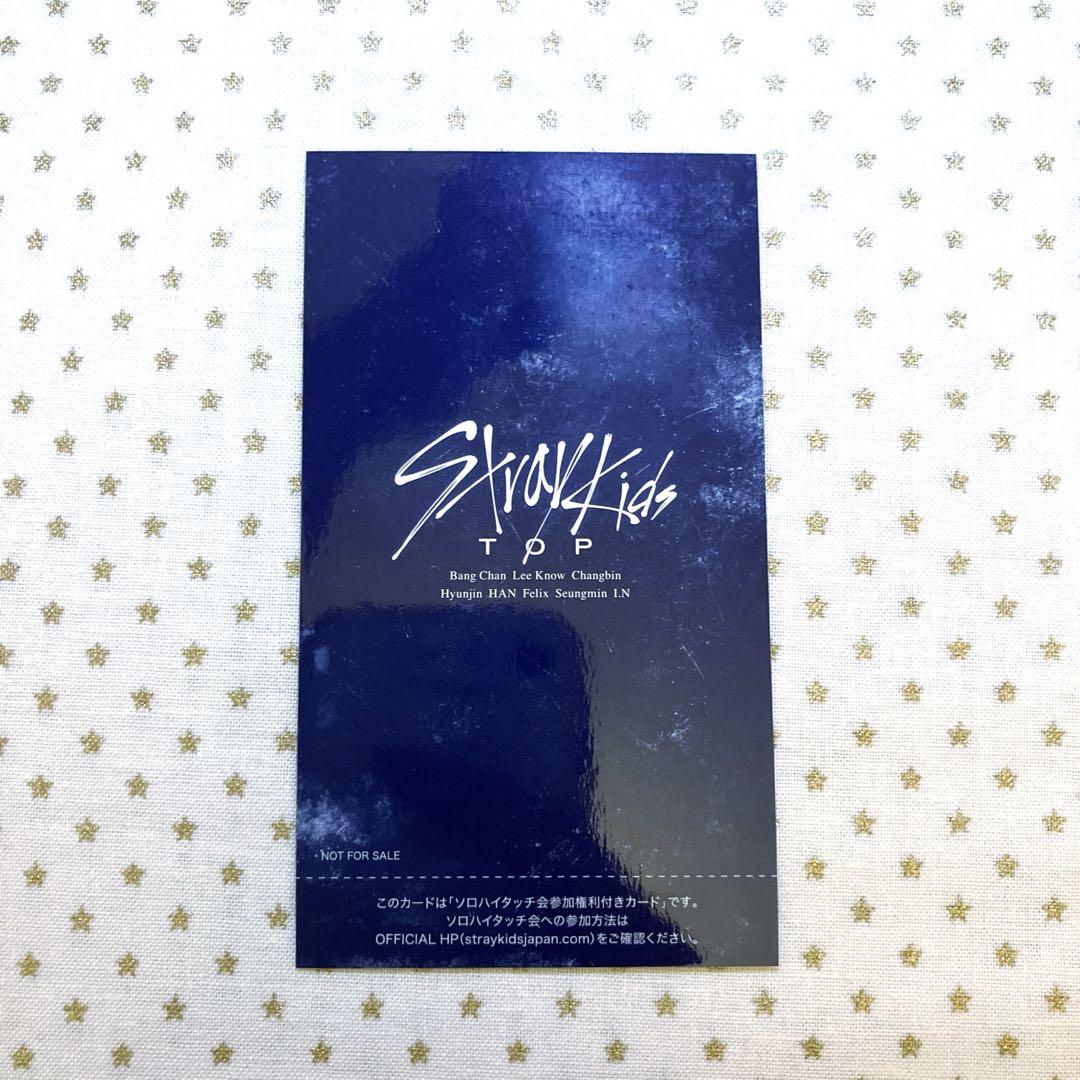 Stray Kids
TOP
Bang Chan Lee Know Changbin
Hyunjin HAN Felix Seungmin I.N
NOT FOR SALE
このカードは「ソロハイタッチ会参加権利付きカード」です。
ソロハイタッチ会への参加方法は
OFFICIAL HP(straykidsjapan.com)をご確認ください。